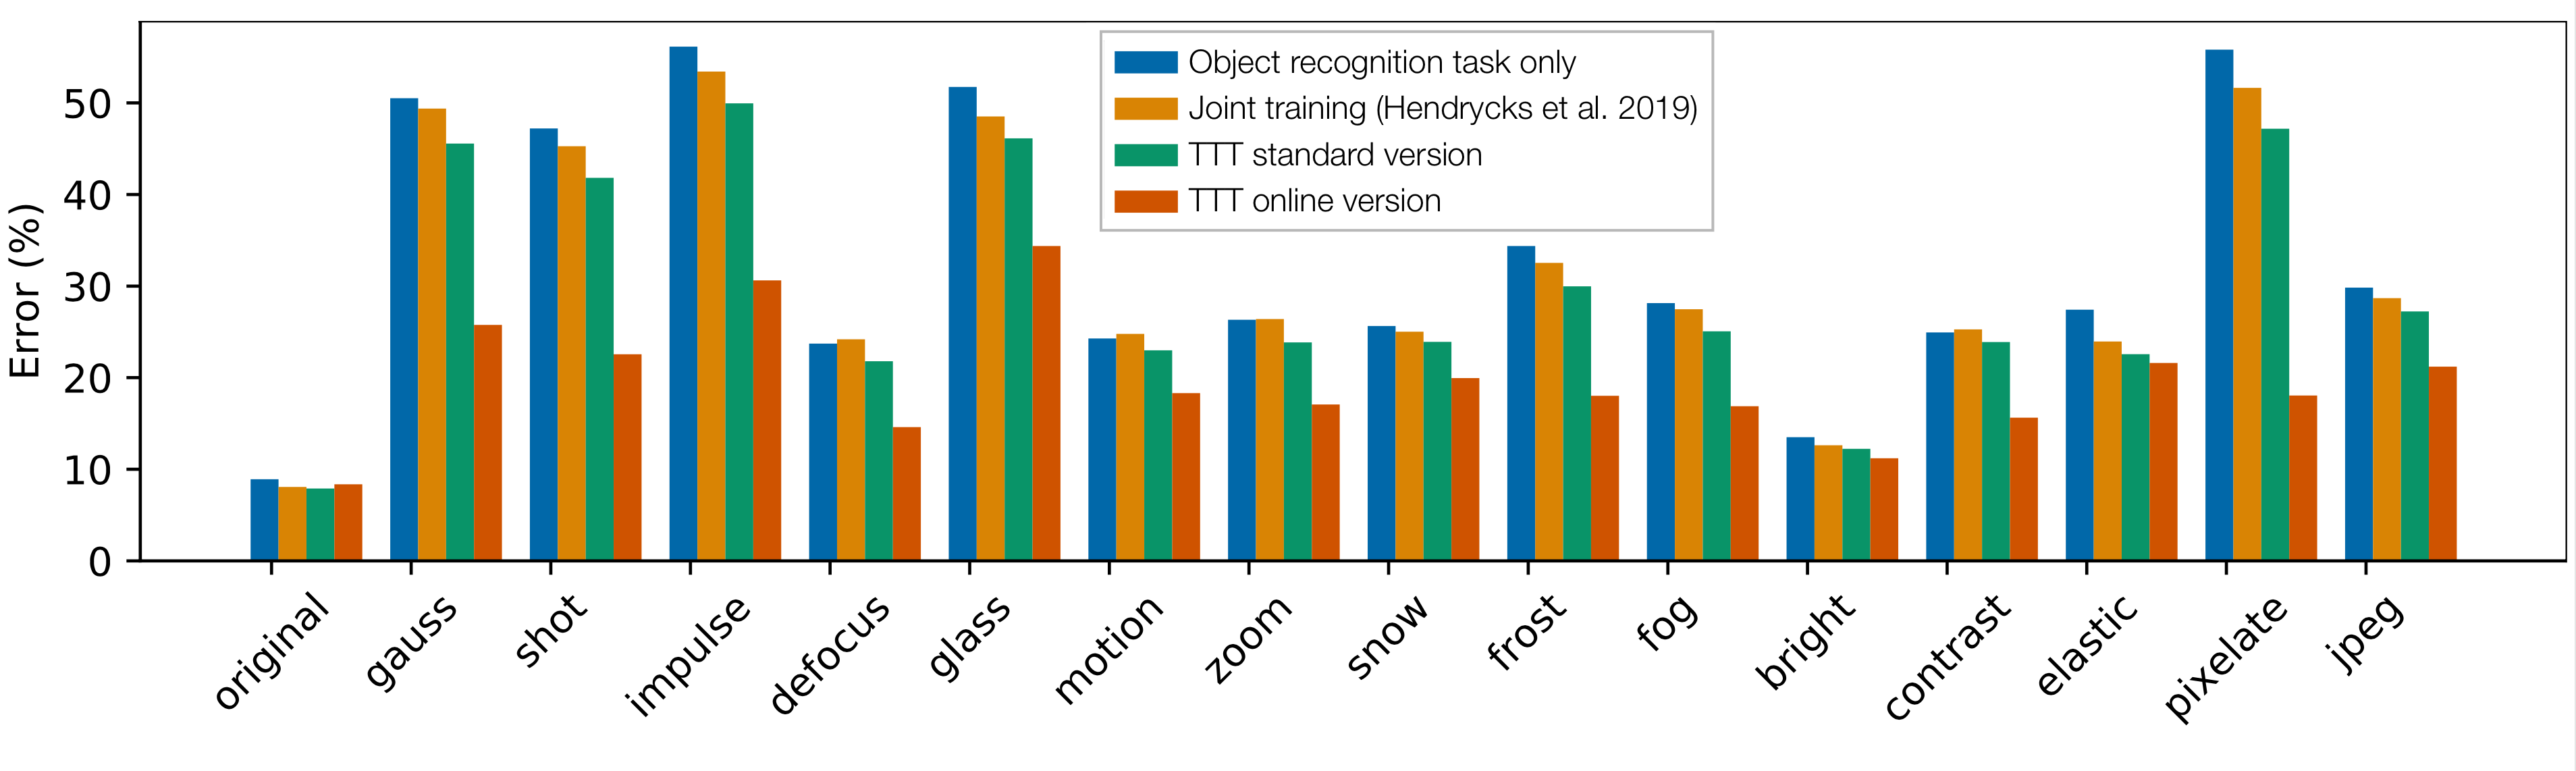 Object recognition task only
Joint training (Hendrycks et al. 2019)
TTT standard version
TTT online version
Error (%)
50
40
30
20
10
0
original
gauss
shot
impulse
defocus
glass
motion
zoom
snow
frost
fog
bright
contrast
elastic
pixelate
jpeg